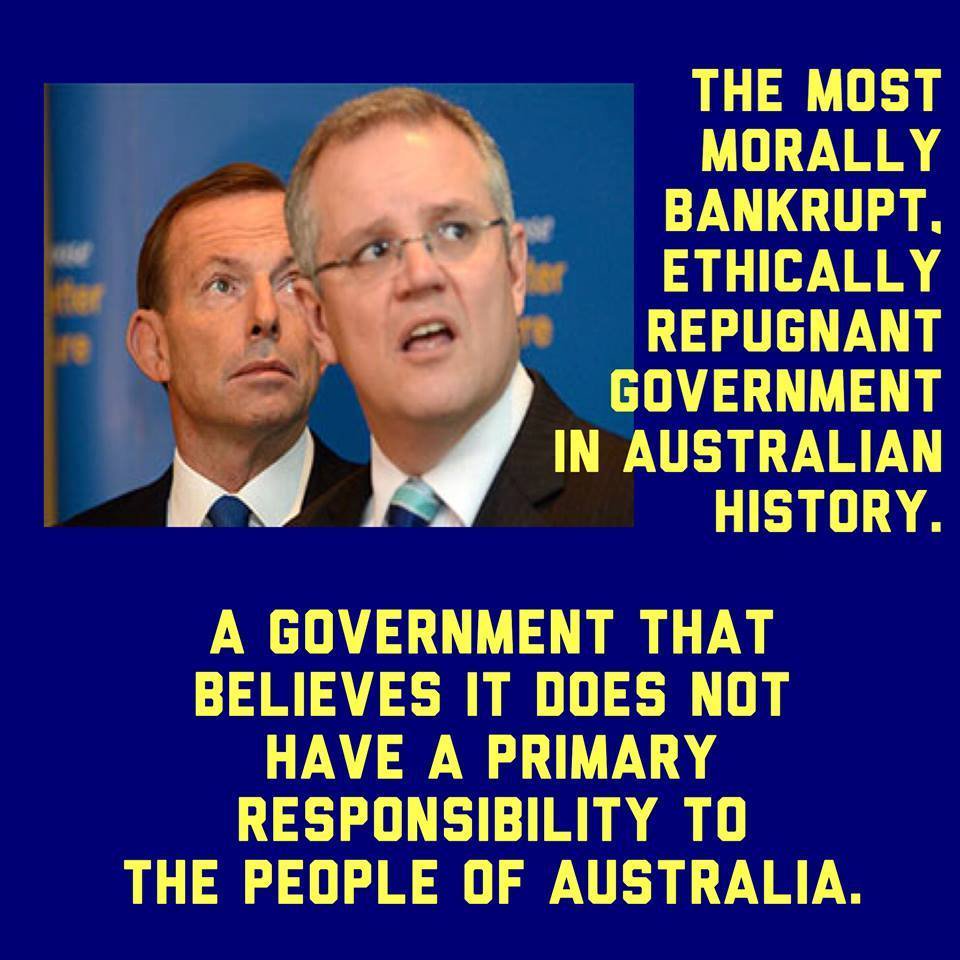 THE MOST
MORALLY
BANKRUPT,
ETHICALLY
REPUGNANT
GOVERNMENT
IN AUSTRALIAN
HISTORY.
A GOVERNMENT THAT
BELIEVES IT DOES NOT
HAVE A PRIMARY
RESPONSIBILITY TO
THE PEOPLE OF AUSTRALIA.